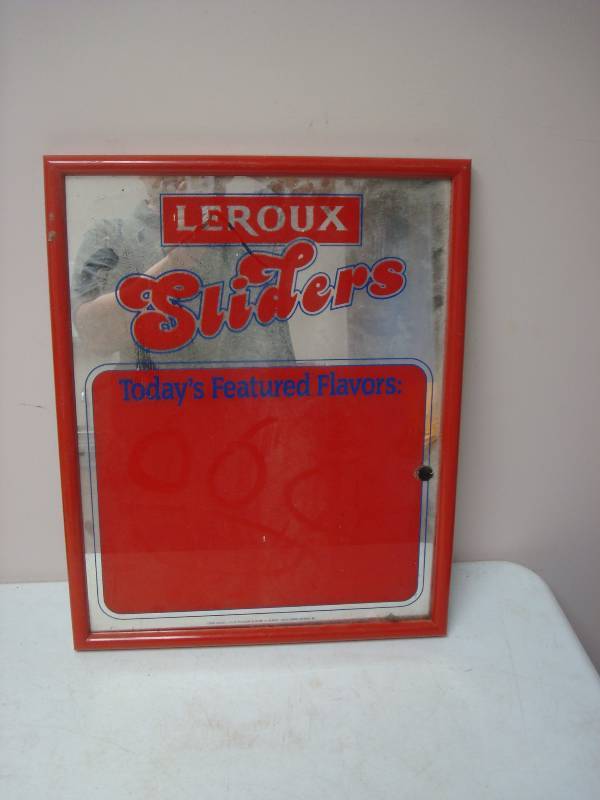 LEROUX
Sliders
Today's Featured Flavors: